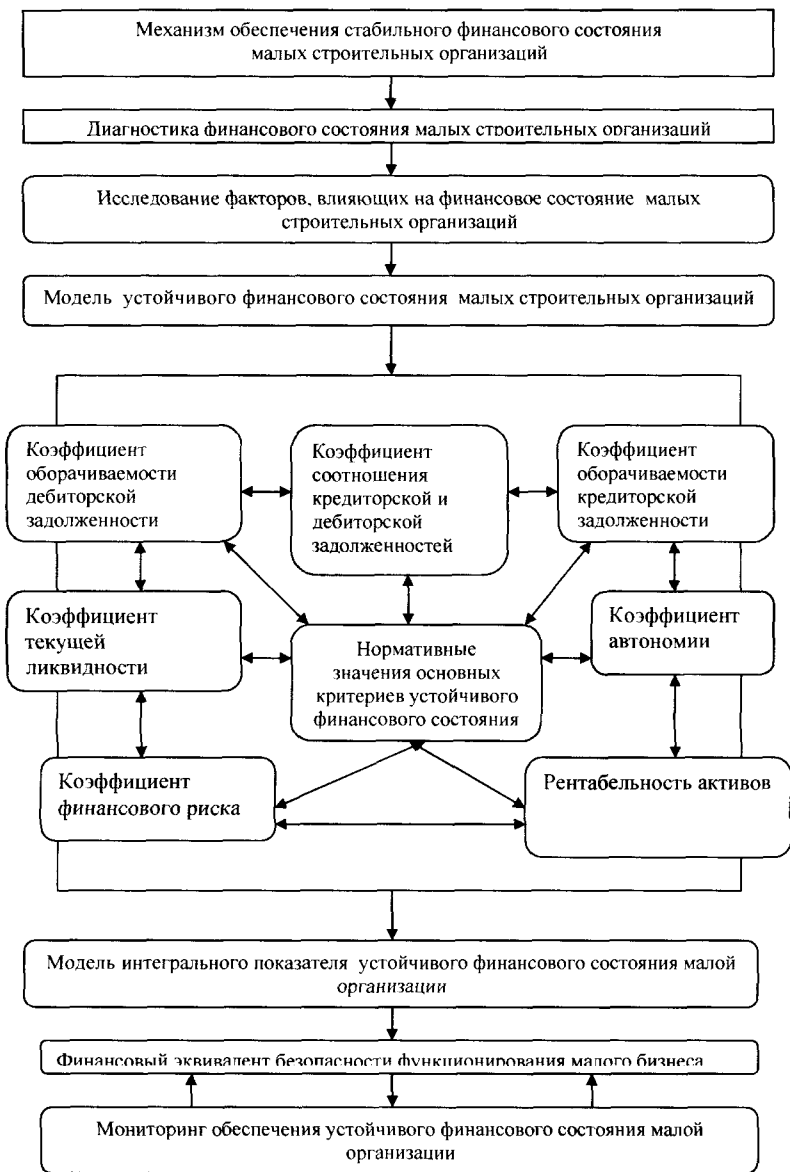 Механизм обеспечения стабильного финансового состояния
малых строительных организаций
Диагностика финансового состояния малых строительных организаций
Исследование факторов, влияющих на финансовое состояние малых
строительных организаций
Модель устойчивого финансового состояния малых строительных организаций
Коэффициент
оборачиваемости
дебиторской
задолженности
Коэффициент
соотношения
кредиторской и
дебиторской
задолженностей
Коэффициент
оборачиваемости
кредиторской
задолженности
Коэффициент
текущей
ликвидности
Нормативные
значения основных
критериев устойчивого
финансового состояния
Коэффициент
автономии
Коэффициент
финансового риска
Рентабельность активов
Модель интегрального показателя устойчивого финансового состояния малой
организации
Финансовый эквивалент безопасности функционирования малого бизнеса
Мониторинг обеспечения устойчивого финансового состояния малой
организации